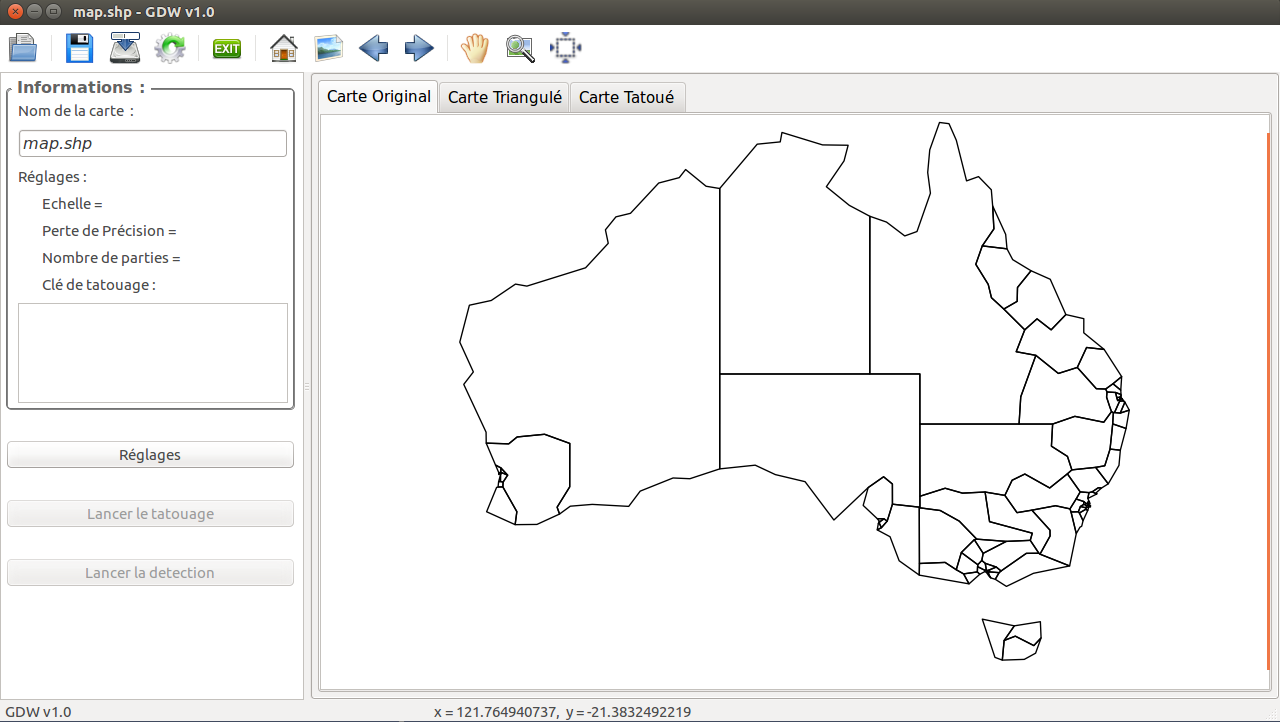 map.shp - GDW v1.0
EXIT
Informations :
Nom de la carte :
map.shp
Réglages :
Echelle =
Perte de Précision =
Nombre de parties =
Clé de tatouage :
Réglages
Lancer le tatouage
Lancer la detection
Carte Original
Carte Triangulé
Carte Tatoué
GDW v1.0
x = 121.764940737, y = -21.3832492219